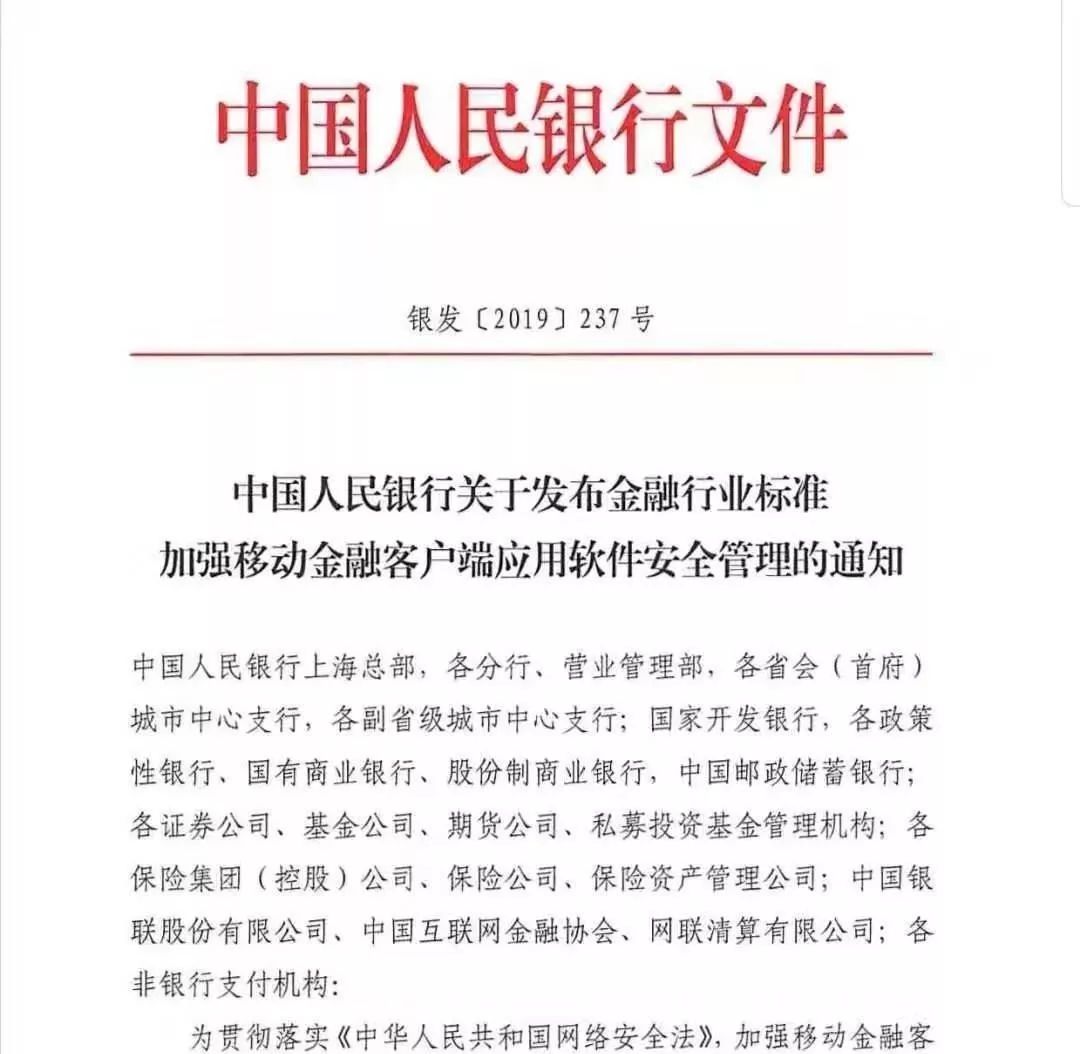 中国人民银行文件
银发〔2019〕237 号
中国人民银行关于发布金融行业标准
加强移动金融客户端应用软件安全管理的通知
中国人民银行上海总部，各分行、营业管理部，各省会（首府）
城市中心支行，各副省级城市中心支行；国家开发银行，各政策
性银行、国有商业银行、股份制商业银行，中国邮政储蓄银行；
各证券公司、基金公司、期货公司、私募投资基金管理机构；各
保险集团（控股）公司、保险公司、保险资产管理公司；中国银
联股份有限公司、中国互联网金融协会、网联清算有限公司；各
非银行支付机构：
为贯彻落实《中华人民共和国网络安全法》，加强移动金融客